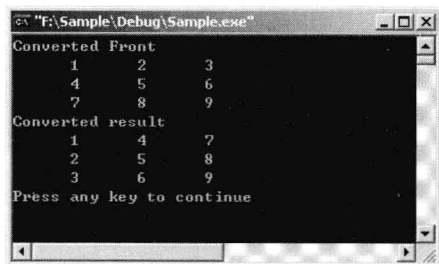 "F:\Sample\Debug\Sample.exe"
Converted Front
1 2 3
4 5 6
7 8 9
Converted result
1 4 7
2 5 8
3 6 9
Press any key to continue